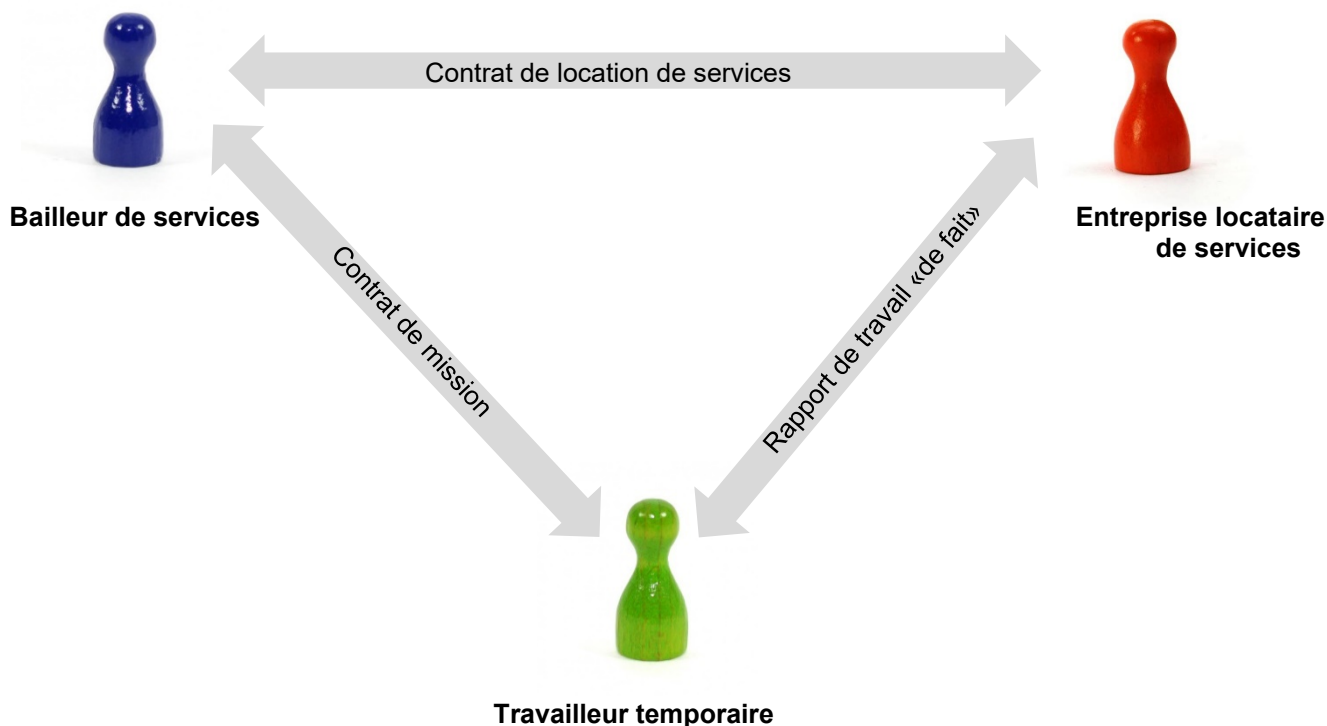 Contrat de location de services
Bailleur de services
Entreprise locataire
de services
Contrat de mission
Rapport de travail «de fait»
Travailleur temporaire